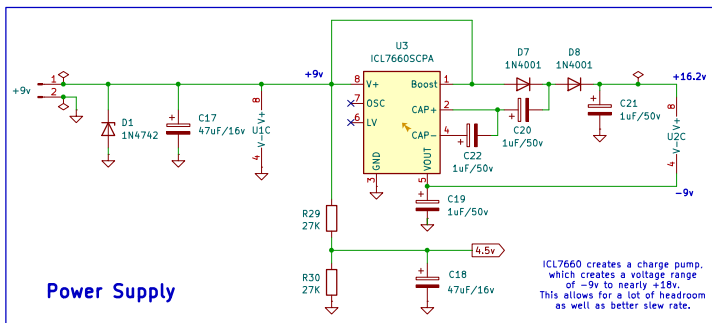 U3
ICL7660SCPA
D7
1N4001
D8
1N4001
+9v
1
2
+9v
8
V+
Boost
1
+16.2v
7
OSC
6
LV
CAP+
2
CAP-
4
GND
3
VOUT
5
D1
1N4742
+
C17
47uF/16v
8
V+
U1C
V-
4
+
C20
1uF/50v
+
C22
1uF/50v
+
C21
1uF/50v
8
V+
U2C
V-
4
-9v
+
C19
1uF/50v
R29
27K
4.5v
R30
27K
+
C18
47uF/16v
Power Supply
ICL7660 creates a charge pump,
which creates a voltage range
of -9v to nearly +18v.
This allows for a lot of headroom
as well as better slew rate.